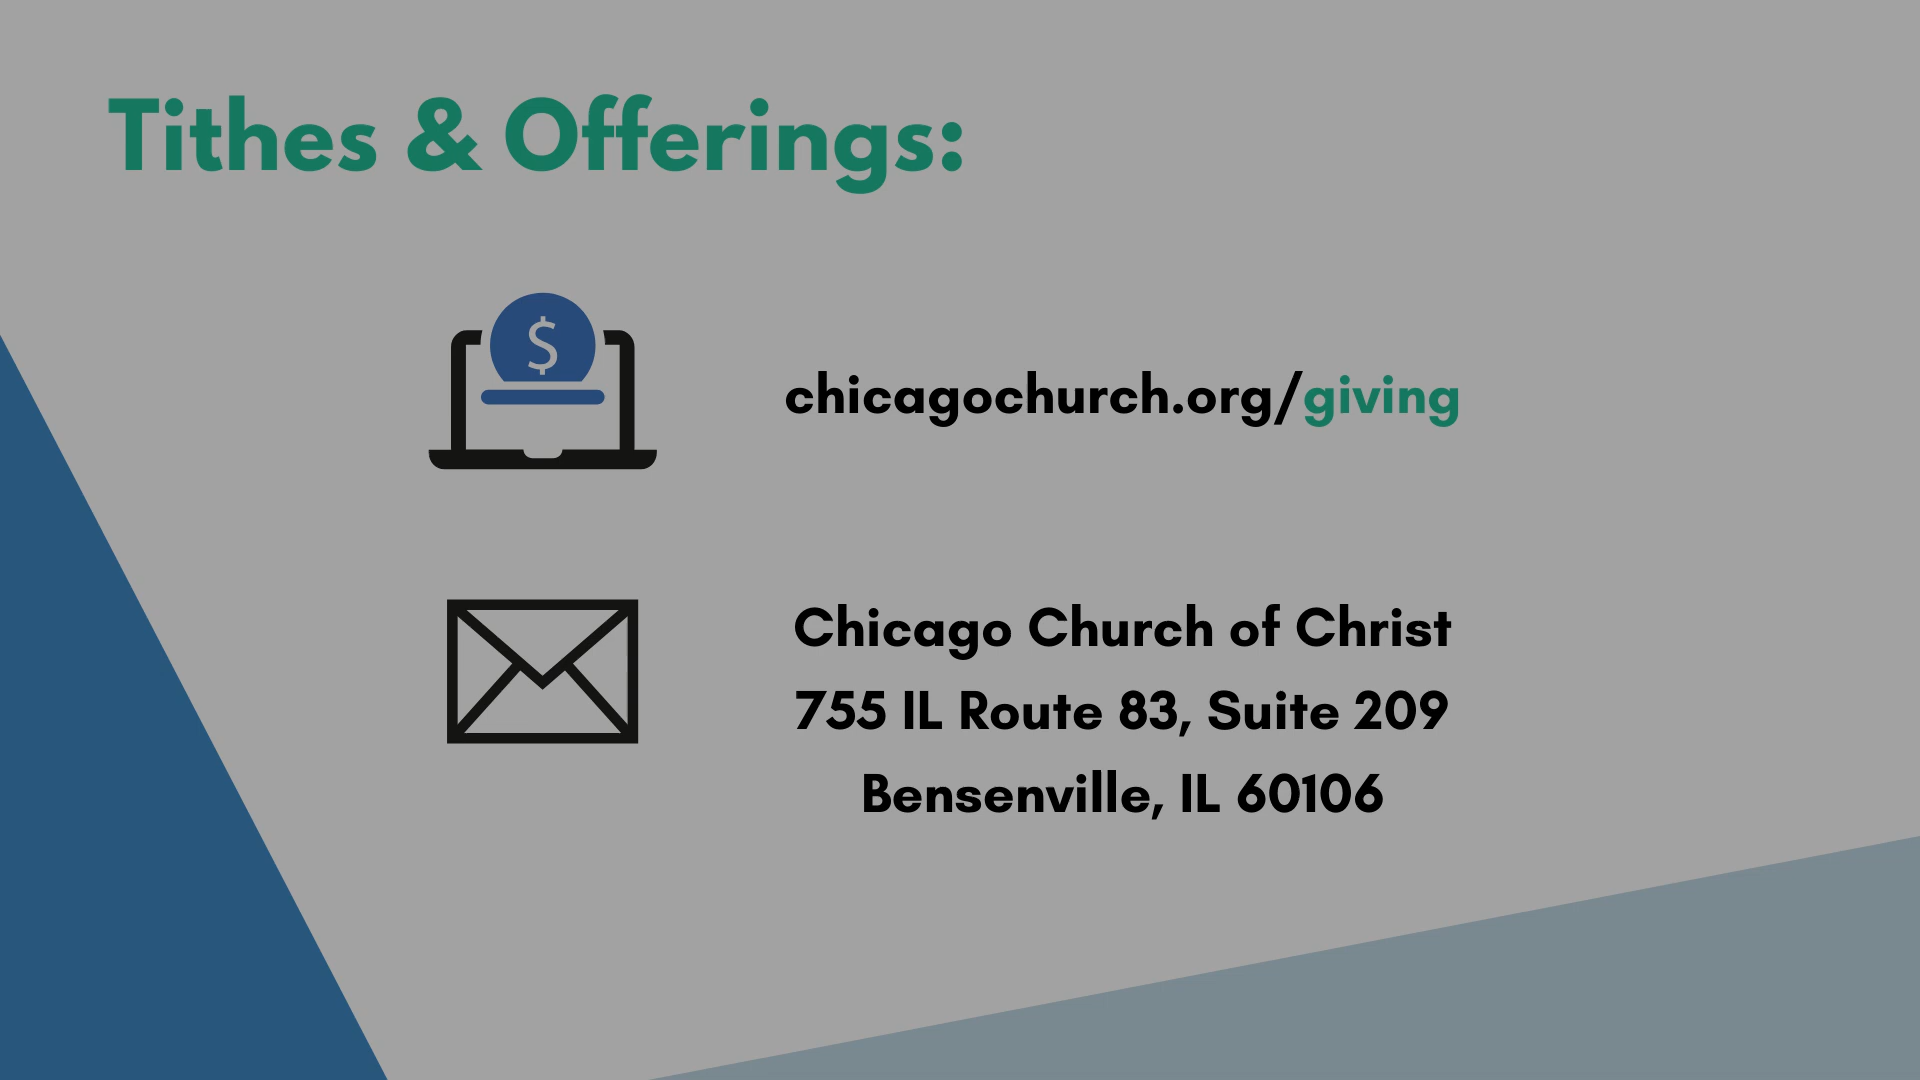 Tithes & Offerings:
$
chicagochurch.org/giving
Chicago Church of Christ
755 IL Route 83, Suite 209
Bensenville, IL 60106